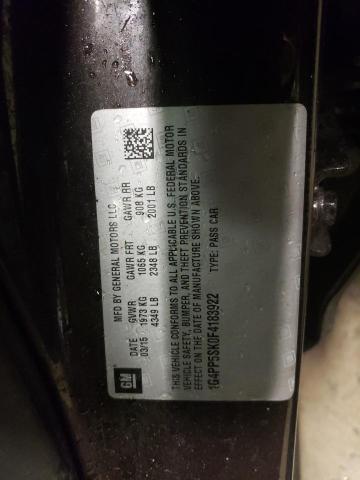 GM
MFD BY GENERAL MOTORS LLC
DATE GVWR GAWR FRT GAWR RR
03/15 1973 KG 1065 KG 908 KG
4349 LB 2348 LB 2001 LB
THIS VEHICLE CONFORMS TO ALL APPLICABLE U.S. FEDERAL MOTOR
VEHICLE SAFETY, BUMPER, AND THEFT PREVENTION STANDARDS IN
EFFECT ON THE DATE OF MANUFACTURE SHOWN ABOVE.
1G4PP5SK0F4183922 TYPE: PASS CAR